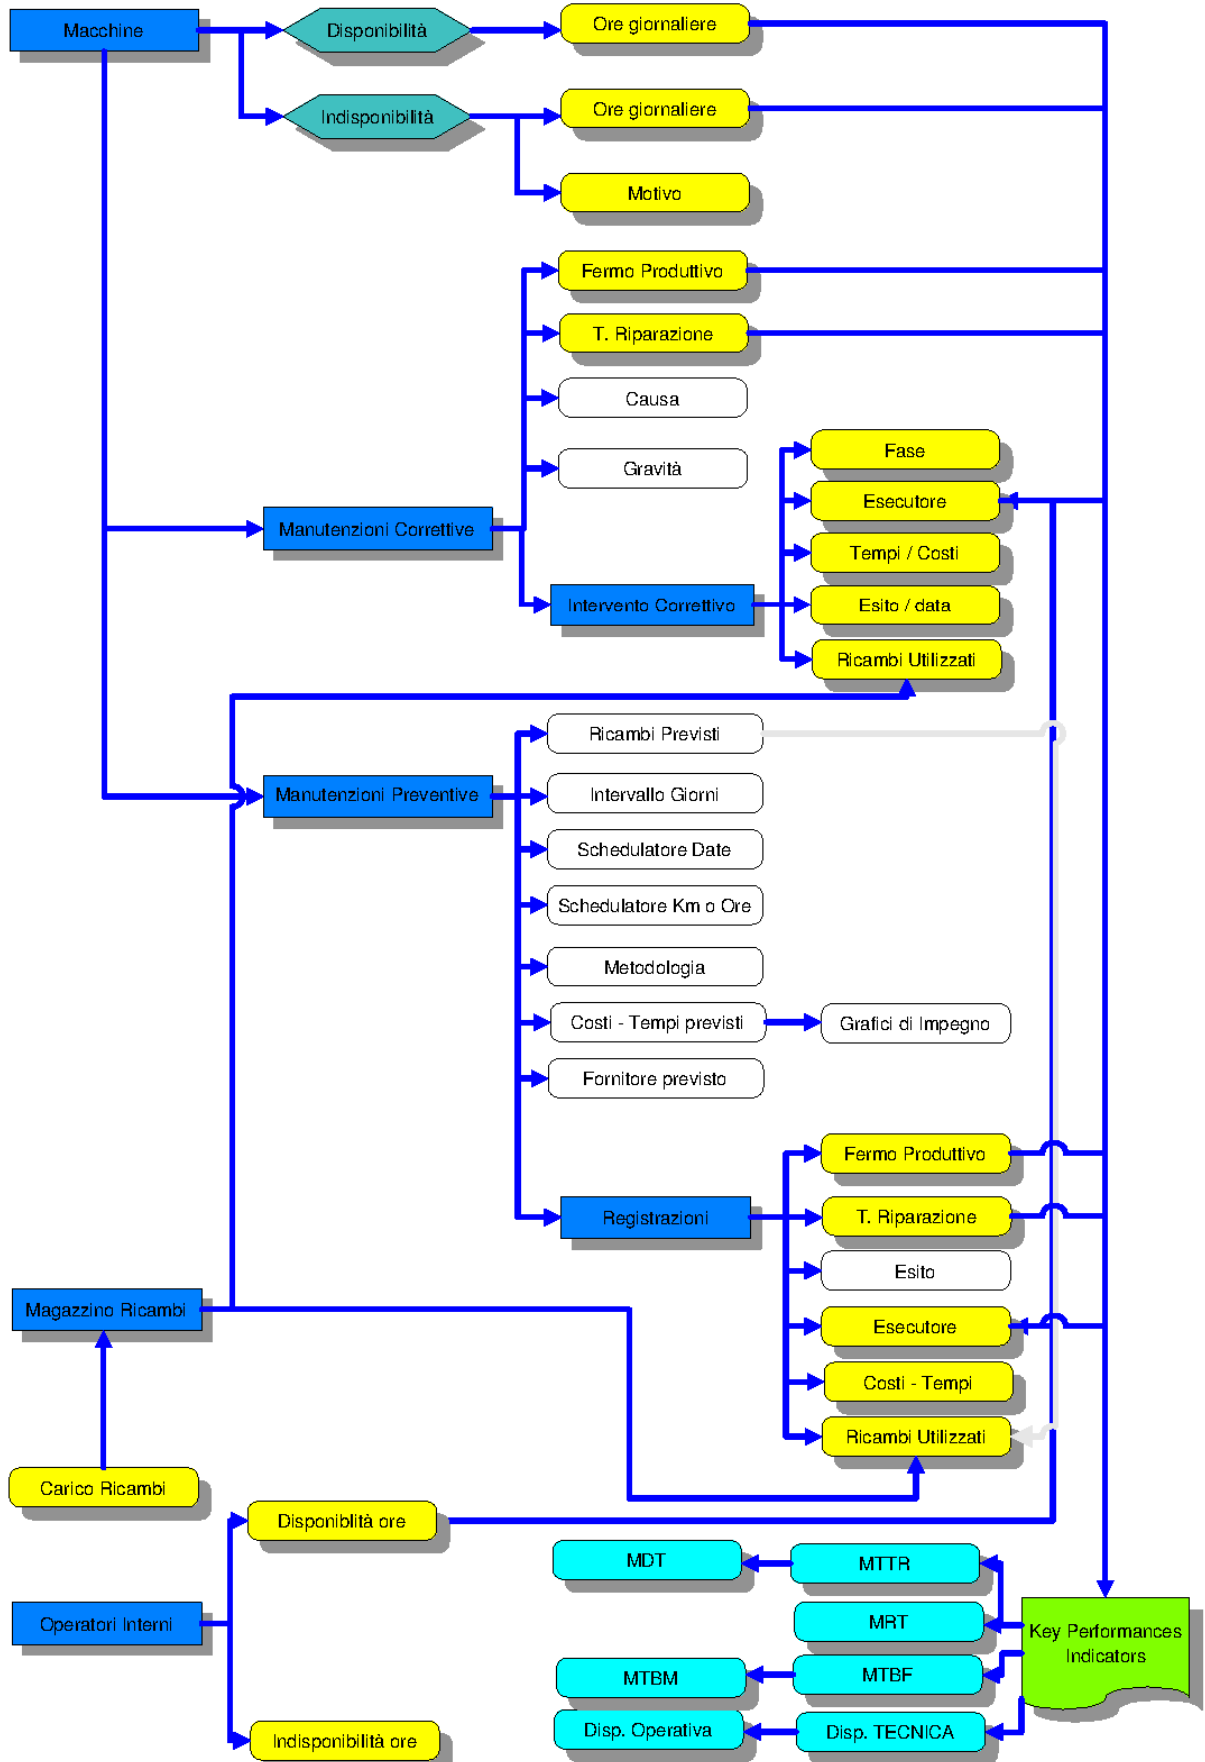 Macchine
Disponibilità
Ore giornaliere
Indisponibilità
Ore giornaliere
Motivo
Fermo Produttivo
T. Riparazione
Causa
Gravità
Fase
Esecutore
Manutenzioni Correttive
Tempi / Costi
Intervento Correttivo
Esito / data
Ricambi Utilizzati
Ricambi Previsti
Manutenzioni Preventive
Intervallo Giorni
Schedulatore Date
Schedulatore Km o Ore
Metodologia
Costi - Tempi previsti
Grafici di Impegno
Fornitore previsto
Fermo Produttivo
Registrazioni
T. Riparazione
Esito
Magazzino Ricambi
Esecutore
Costi - Tempi
Ricambi Utilizzati
Carico Ricambi
Disponiblità ore
MDT
MTTR
Operatori Interni
MRT
Key Performances
Indicators
MTBM
MTBF
Disp. Operativa
Disp. TECNICA
Indisponibilità ore